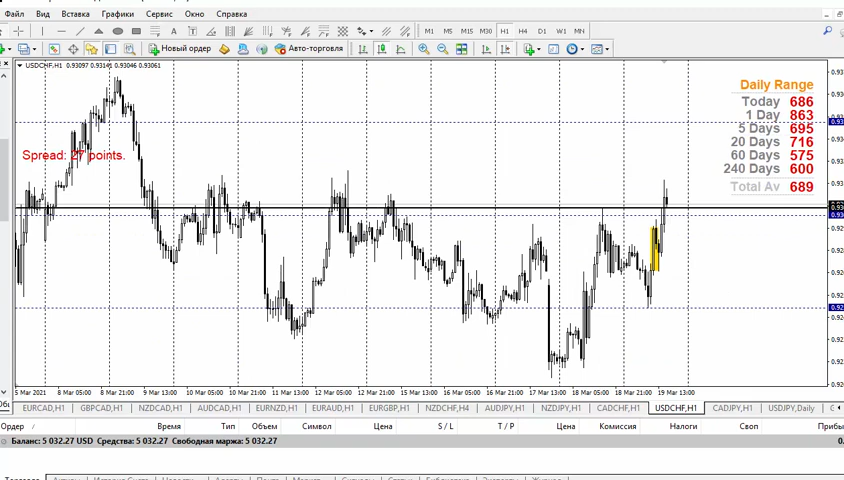 Файл Вид Вставка Графики Сервис Окно Справка
M1 M5 M15 M30 H1 H4 D1 W1 MN
Новый ордер Авто-торговля
USDCHF,H1 0.93097 0.93141 0.93046 0.93061
Daily Range
Today 686
1 Day 863
5 Days 695
20 Days 716
60 Days 575
240 Days 600
Total Av 689
Spread: 27 points.
5 Mar 2021 8 Mar 05:00 8 Mar 21:00 9 Mar 13:00 10 Mar 05:00 10 Mar 21:00 11 Mar 13:00 12 Mar 05:00 12 Mar 21:00 15 Mar 13:00 16 Mar 05:00 16 Mar 21:00 17 Mar 13:00 18 Mar 05:00 18 Mar 21:00 19 Mar 13:00
EURCAD,H1 GBPCAD,H1 NZDCAD,H1 AUDCAD,H1 EURNZD,H1 EURAUD,H1 EURGBP,H1 NZDCHF,H4 AUDJPY,H1 NZDJPY,H1 CADCHF,H1 USDCHF,H1 CADJPY,H1 USDJPY,Daily
Ордер Время Тип Объем Символ Цена S / L T / P Цена Комиссия Налоги Своп
Баланс: 5 032.27 USD Средства: 5 032.27 Свободная маржа: 5 032.27